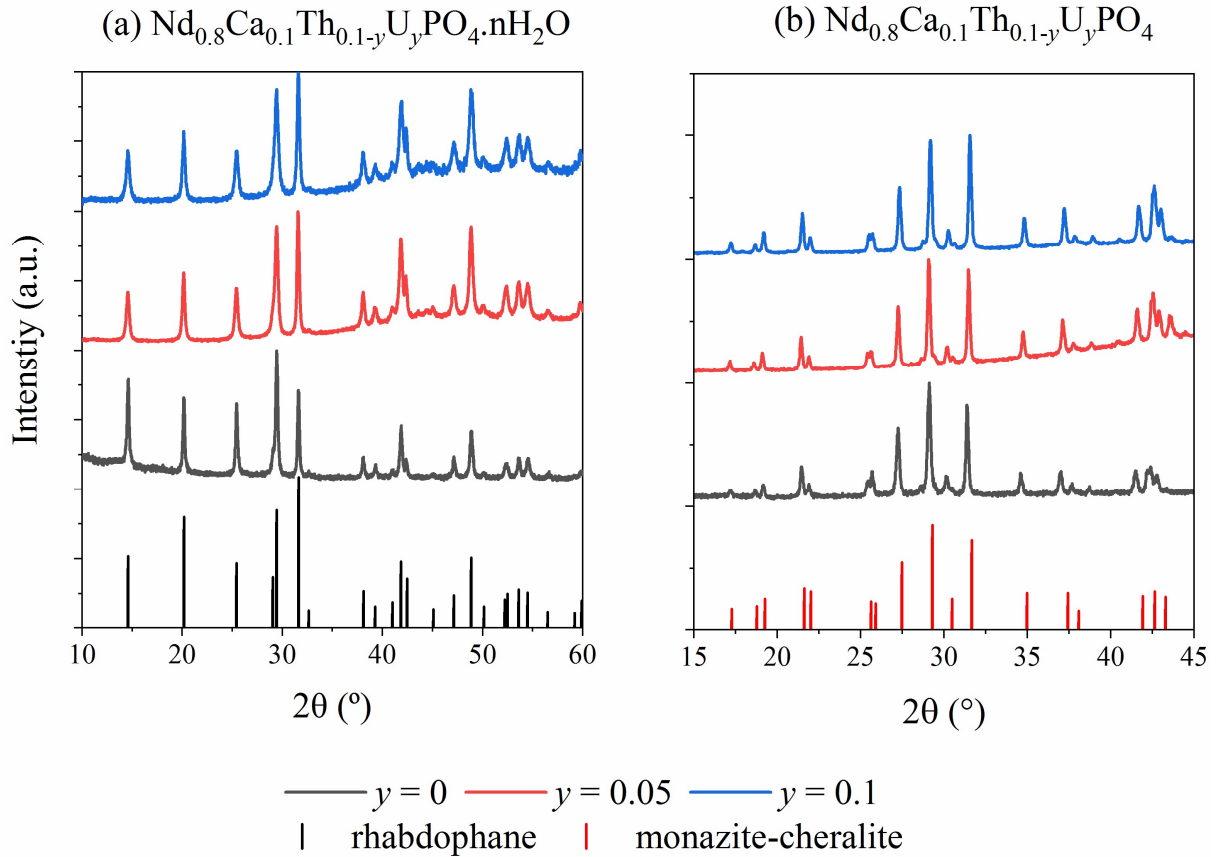 (a) Nd₀.₈Ca₀.₁Th₀.₁₋yUyPO₄.nH₂O
(b) Nd₀.₈Ca₀.₁Th₀.₁₋yUyPO₄
Intenstiy (a.u.)
10 20 30 40 50 60
2θ (º)
15 20 25 30 35 40 45
2θ (°)
y = 0 y = 0.05 y = 0.1
rhabdophane monazite-cheralite